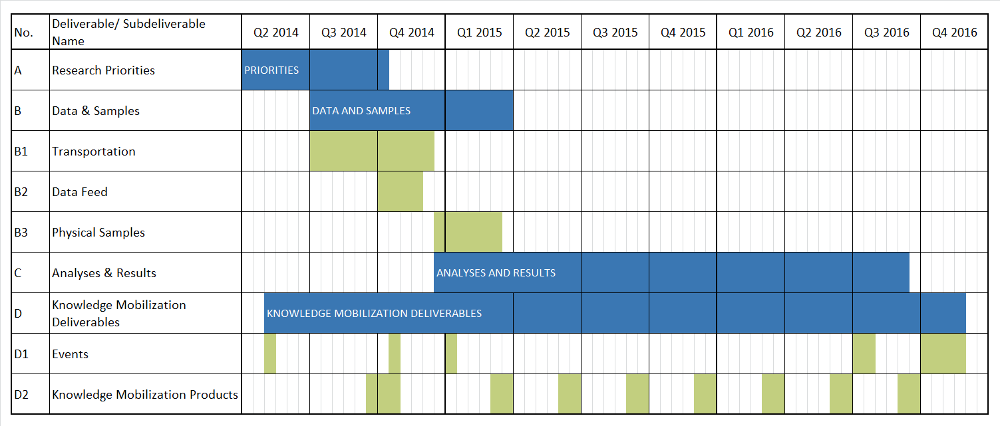 No.
Deliverable/ Subdeliverable
Name
Q2 2014
Q3 2014
Q4 2014
Q1 2015
Q2 2015
Q3 2015
Q4 2015
Q1 2016
Q2 2016
Q3 2016
Q4 2016
A
Research Priorities
PRIORITIES
B
Data & Samples
DATA AND SAMPLES
B1
Transportation
B2
Data Feed
B3
Physical Samples
C
Analyses & Results
ANALYSES AND RESULTS
D
Knowledge Mobilization
Deliverables
KNOWLEDGE MOBILIZATION DELIVERABLES
D1
Events
D2
Knowledge Mobilization Products